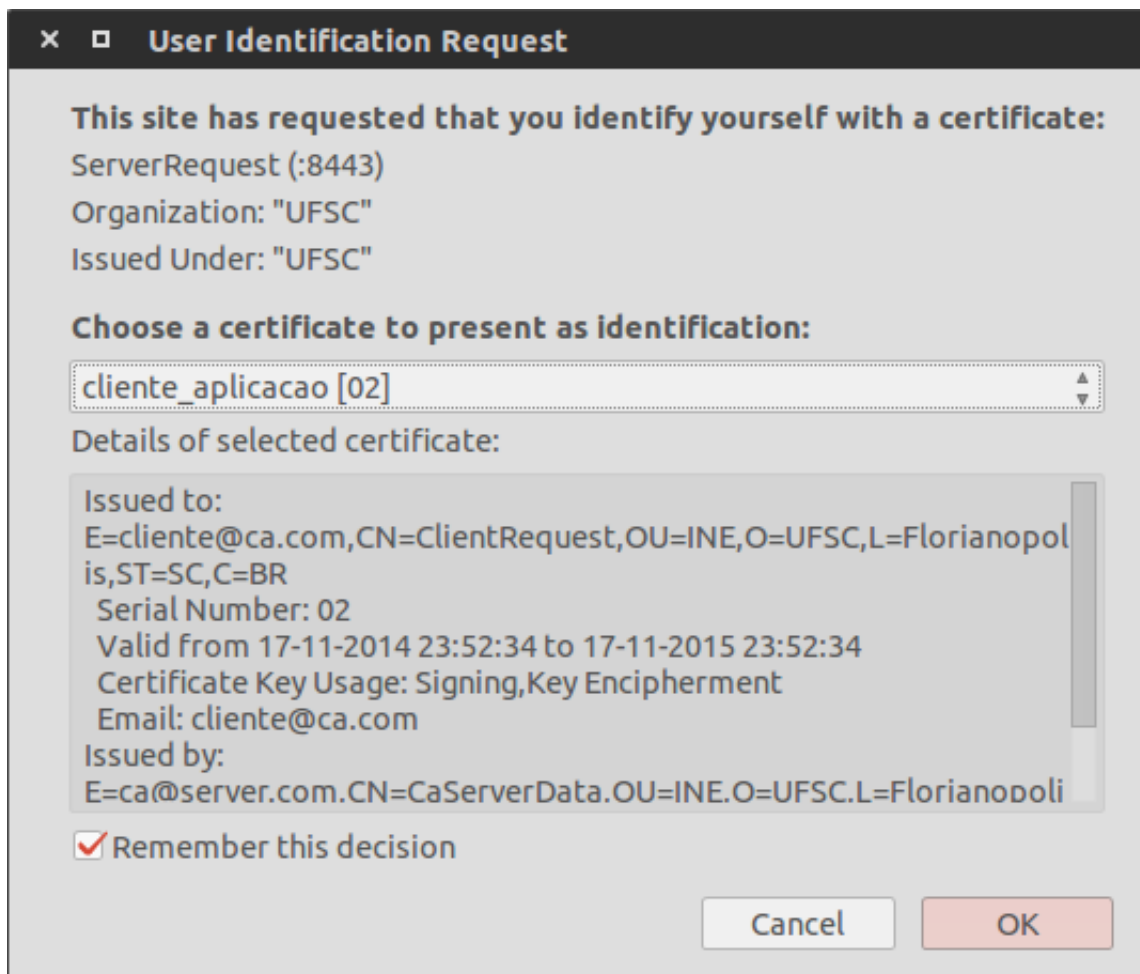 User Identification Request
This site has requested that you identify yourself with a certificate:
ServerRequest (:8443)
Organization: "UFSC"
Issued Under: "UFSC"
Choose a certificate to present as identification:
cliente_aplicacao [02]
Details of selected certificate:
Issued to:
E=cliente@ca.com,CN=ClientRequest,OU=INE,O=UFSC,L=Florianopol
is,ST=SC,C=BR
Serial Number: 02
Valid from 17-11-2014 23:52:34 to 17-11-2015 23:52:34
Certificate Key Usage: Signing,Key Encipherment
Email: cliente@ca.com
Issued by:
E=ca@server.com,CN=CaServerData,OU=INE,O=UFSC,L=Florianopoli
Remember this decision
Cancel OK